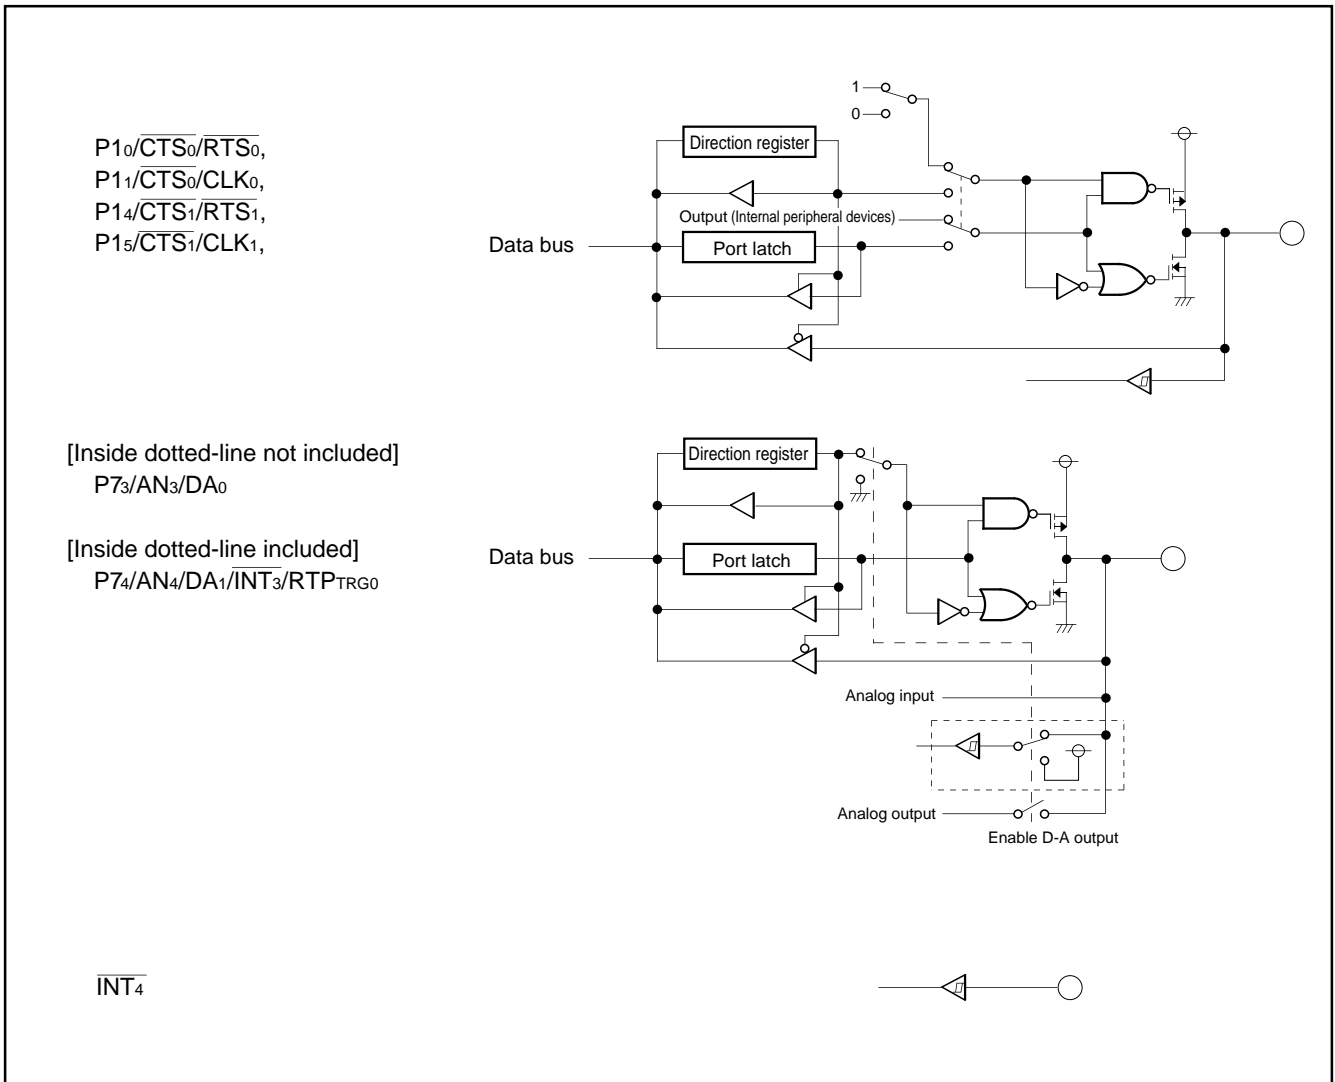 1
0
P10/CTS0/RTS0,
P11/CTS0/CLK0,
P14/CTS1/RTS1,
P15/CTS1/CLK1,
Direction register
Output (Internal peripheral devices)
Data bus
Port latch
[Inside dotted-line not included]
P73/AN3/DA0
[Inside dotted-line included]
P74/AN4/DA1/INT3/RTPTRG0
Direction register
Data bus
Port latch
Analog input
Analog output
Enable D-A output
INT4